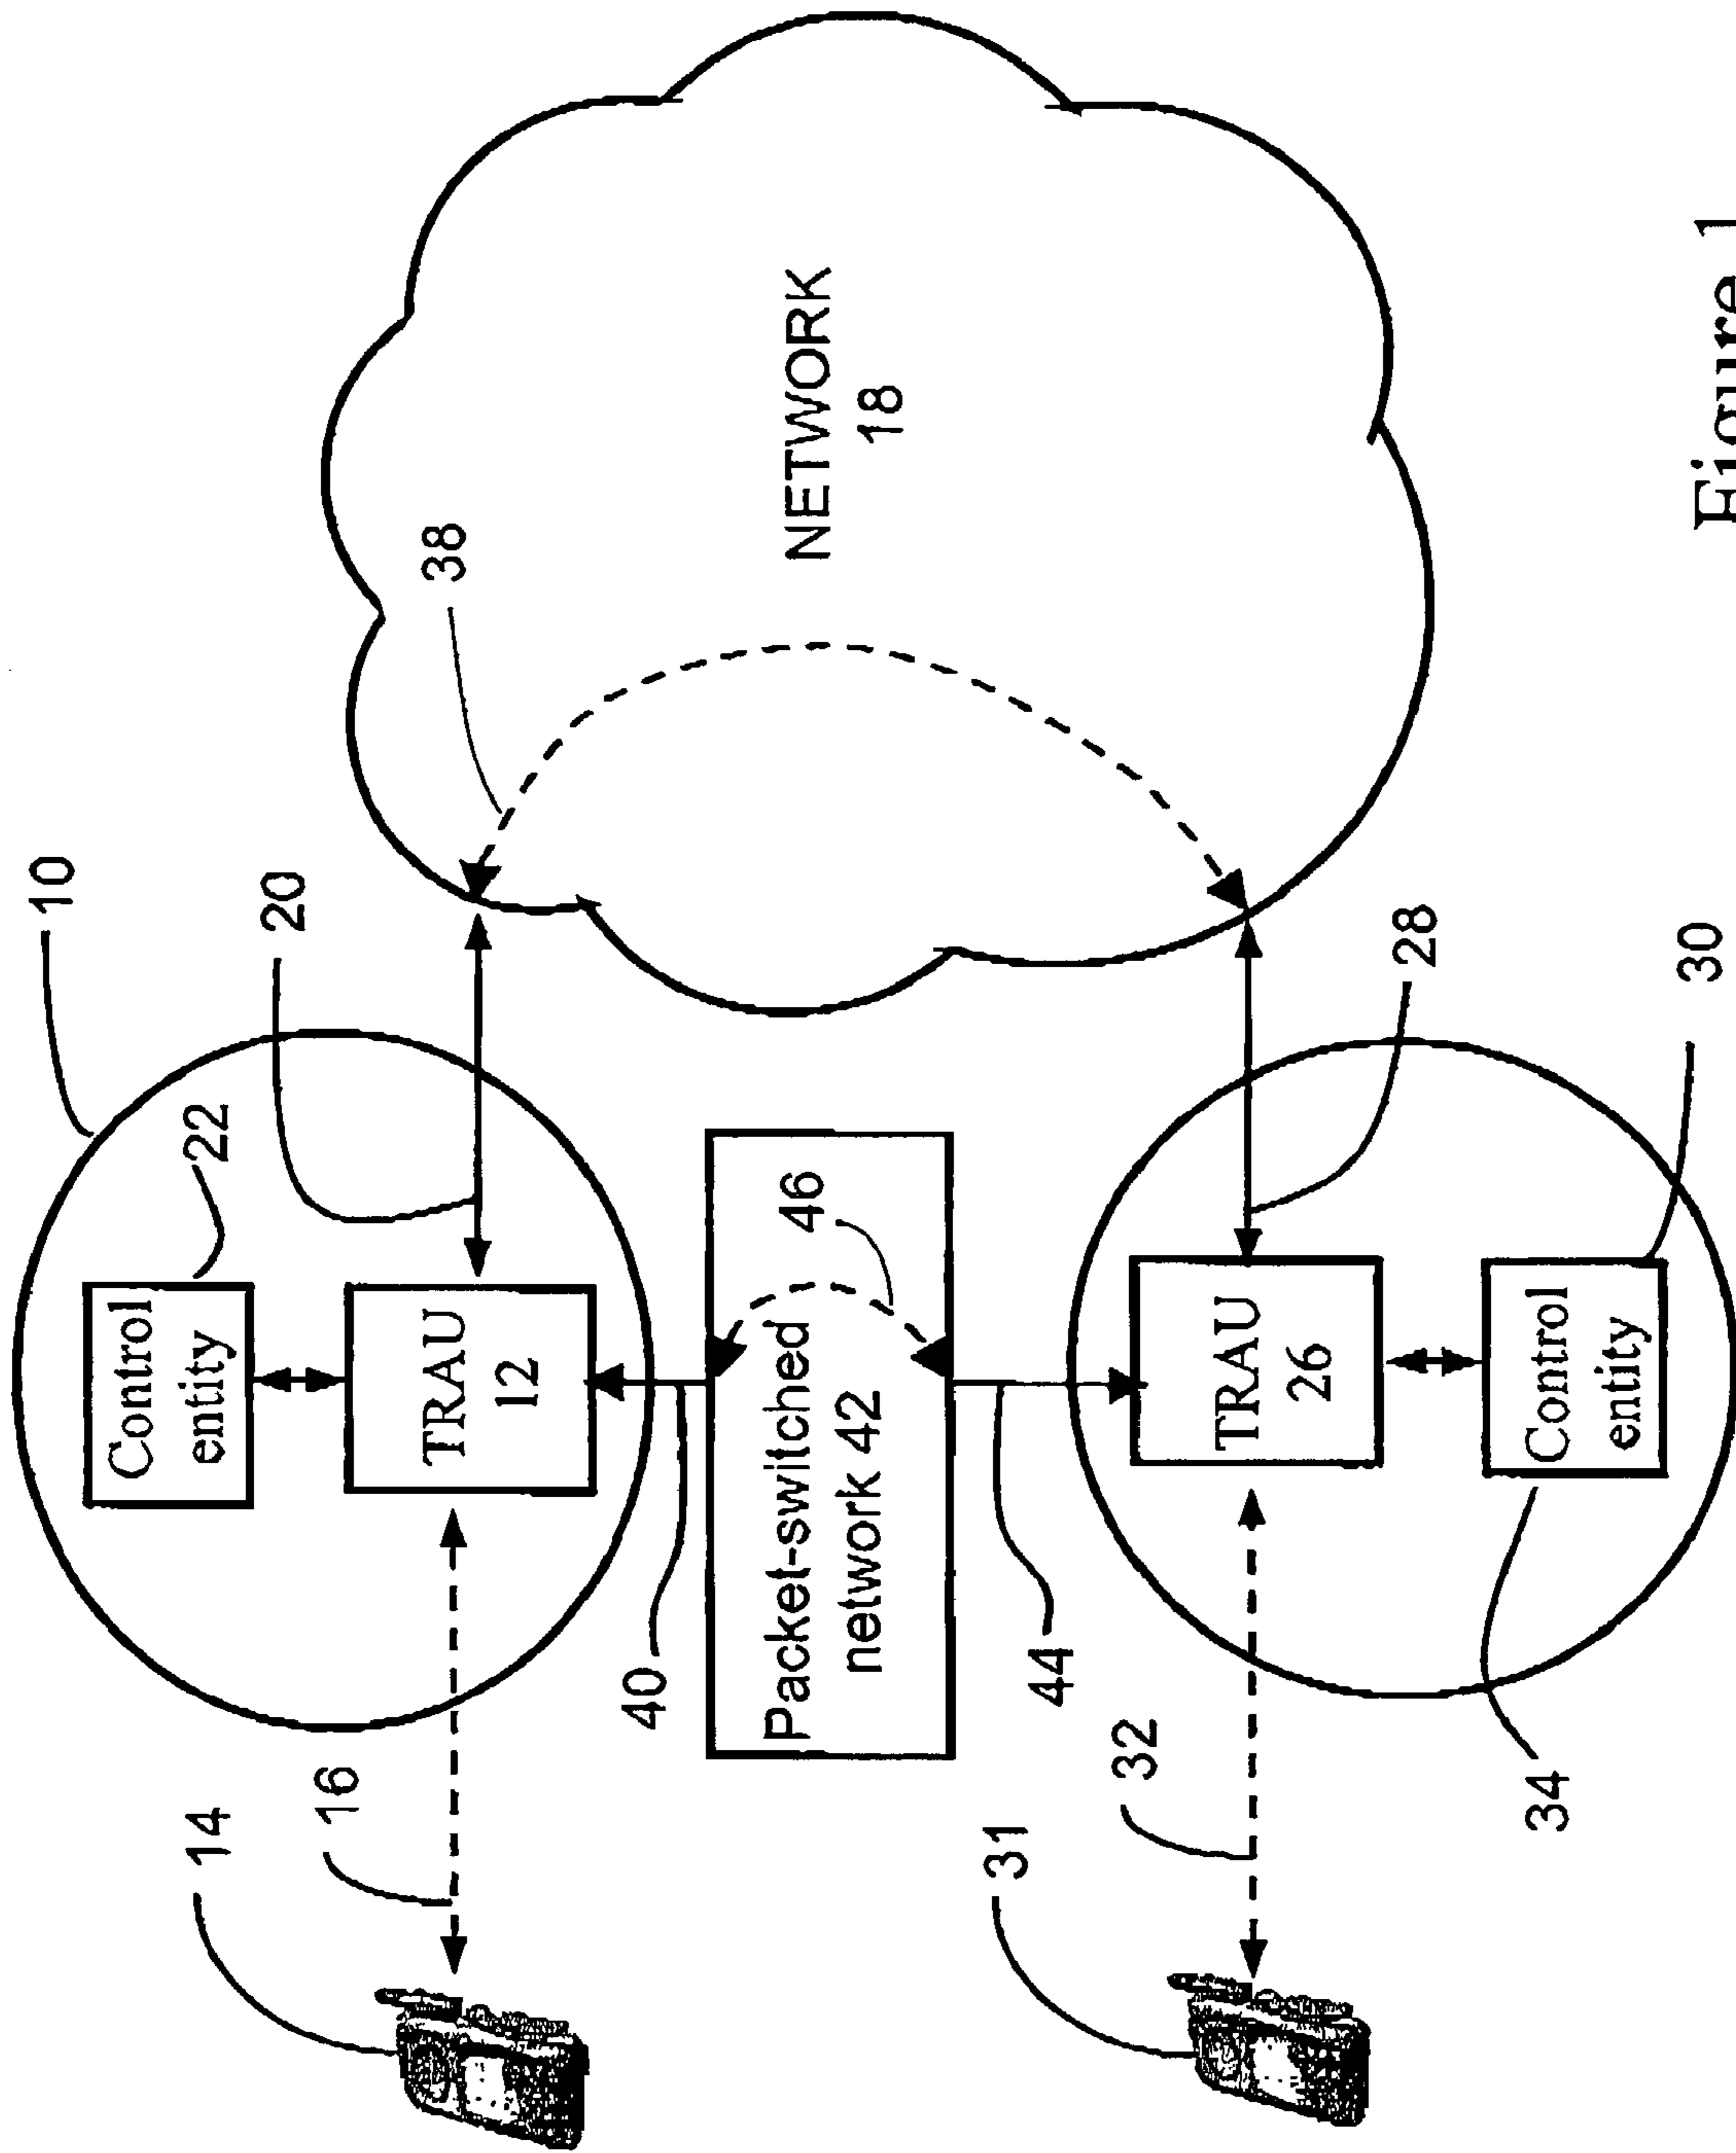 10
20
22
Control
entity
TRAU
12
14
16
38
NETWORK
18
40
Packet-switched
network 42
46
44
28
30
TRAU
26
Control
entity
31
32
34
Figure 1